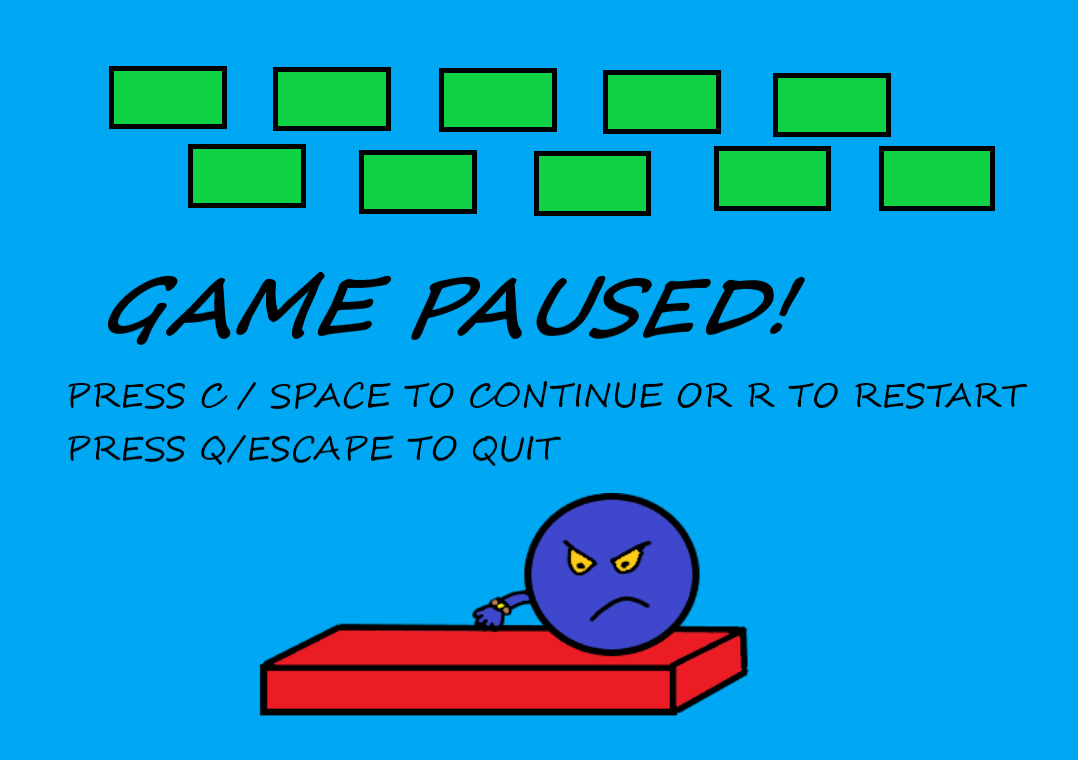 GAME PAUSED!
PRESS C / SPACE TO CONTINUE OR R TO RESTART
PRESS Q/ESCAPE TO QUIT